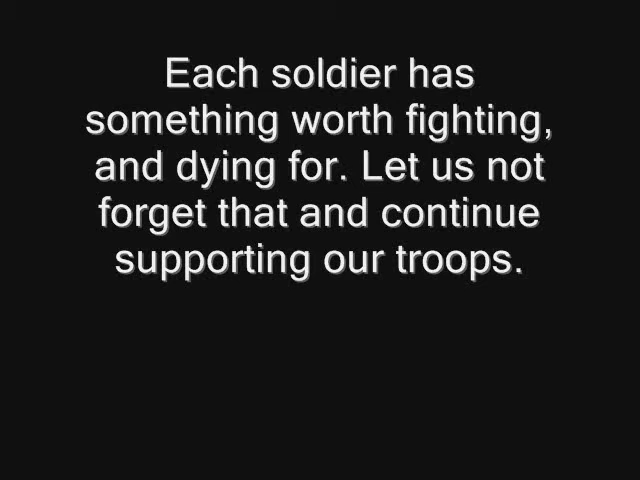 Each soldier has
something worth fighting,
and dying for. Let us not
forget that and continue
supporting our troops.